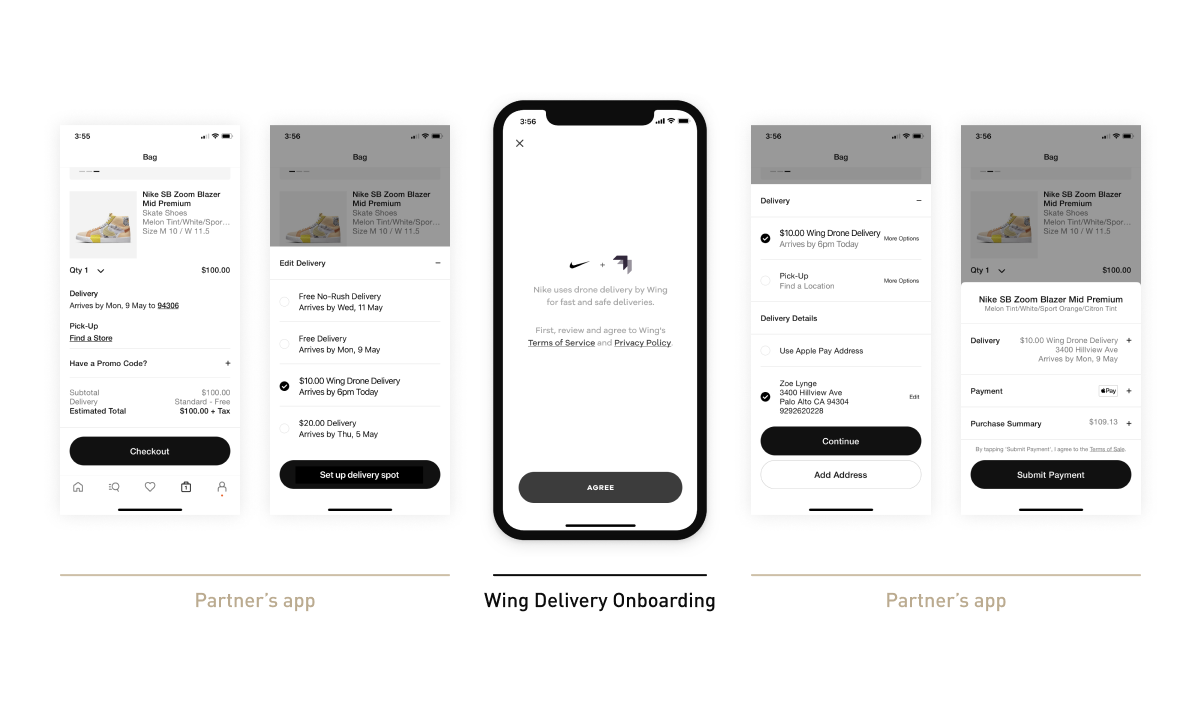 3:55
Bag
Nike SB Zoom Blazer
Mid Premium
Skate Shoes
Melon Tint/White/Spor...
Size M 10 / W 11.5
Qty 1
$100.00
Delivery
Arrives by Mon, 9 May to 94306
Pick-Up
Find a Store
Have a Promo Code?
+
Subtotal $100.00
Delivery Standard - Free
Estimated Total $100.00 + Tax
Checkout
1
3:56
Bag
Nike SB Zoom Blazer
Mid Premium
Skate Shoes
Melon Tint/White/Spor...
Size M 10 / W 11.5
Edit Delivery
Free No-Rush Delivery
Arrives by Wed, 11 May
Free Delivery
Arrives by Mon, 9 May
$10.00 Wing Drone Delivery
Arrives by 6pm Today
$20.00 Delivery
Arrives by Thu, 5 May
Set up delivery spot
3:56
+
Nike uses drone delivery by Wing
for fast and safe deliveries.
First, review and agree to Wing's
Terms of Service and Privacy Policy.
AGREE
3:56
Bag
Delivery
$10.00 Wing Drone Delivery
Arrives by 6pm Today
More Options
Pick-Up
Find a Location
More Options
Delivery Details
Use Apple Pay Address
Zoe Lynge
3400 Hillview Ave
Palo Alto CA 94304
9292620228
Edit
Continue
Add Address
3:56
Bag
Nike SB Zoom Blazer
Mid Premium
Skate Shoes
Melon Tint/White/Spor...
Size M 10 / W 11.5
Qty 1
$100.00
Nike SB Zoom Blazer Mid Premium
Melon Tint/White/Sport Orange/Citron Tint
Delivery $10.00 Wing Drone Delivery +
3400 Hillview Ave
Arrives by Mon, 9 May
Payment Pay +
Purchase Summary $109.13 +
By tapping 'Submit Payment', I agree to the Terms of Sale.
Submit Payment
Partner's app
Wing Delivery Onboarding
Partner's app